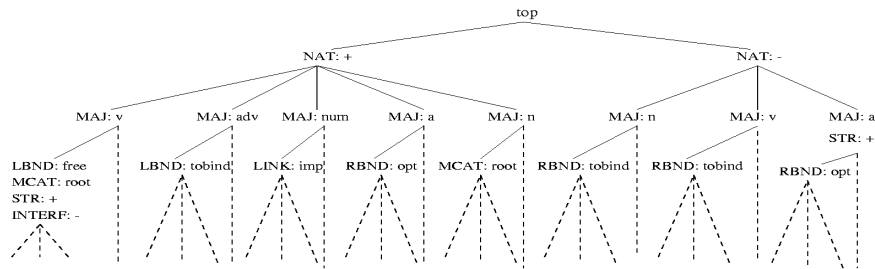 top
NAT: + NAT: -
MAJ: v MAJ: adv MAJ: num MAJ: a MAJ: n MAJ: n MAJ: v MAJ: a
STR: +
LBND: free LBND: tobind LINK: imp RBND: opt MCAT: root RBND: tobind RBND: tobind RBND: opt
MCAT: root
STR: +
INTERF: -